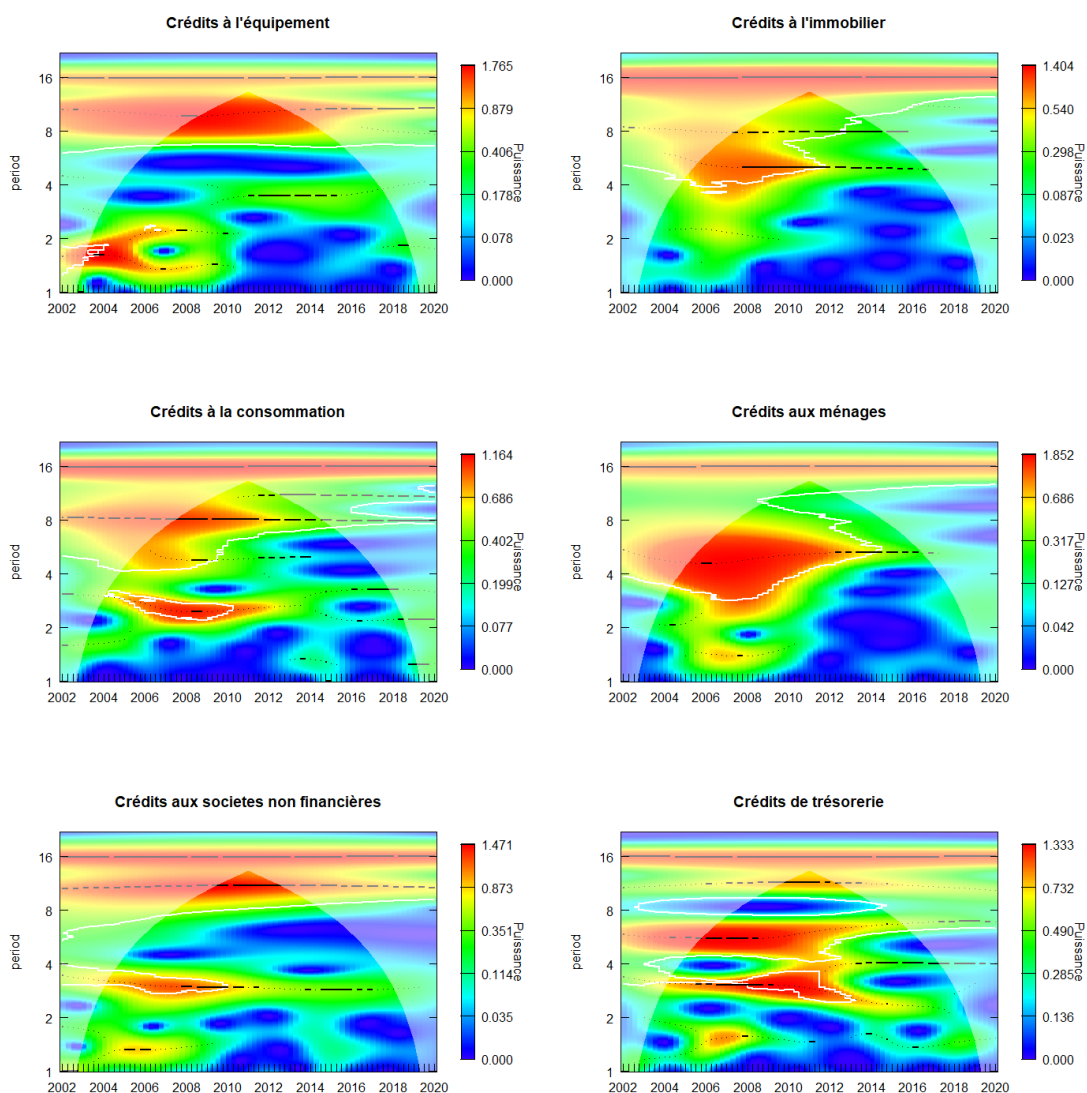 Crédits à l'équipement
Crédits à l'immobilier
period
16
8
4
2
1
2002 2004 2006 2008 2010 2012 2014 2016 2018 2020
1.765
0.879
0.406
0.178
0.078
0.000
Puissance
period
16
8
4
2
1
2002 2004 2006 2008 2010 2012 2014 2016 2018 2020
1.404
0.540
0.298
0.087
0.023
0.000
Puissance
Crédits à la consommation
Crédits aux ménages
period
16
8
4
2
1
2002 2004 2006 2008 2010 2012 2014 2016 2018 2020
1.164
0.686
0.402
0.199
0.077
0.000
Puissance
period
16
8
4
2
1
2002 2004 2006 2008 2010 2012 2014 2016 2018 2020
1.852
0.686
0.317
0.127
0.042
0.000
Puissance
Crédits aux societes non financières
Crédits de trésorerie
period
16
8
4
2
1
2002 2004 2006 2008 2010 2012 2014 2016 2018 2020
1.471
0.873
0.351
0.114
0.035
0.000
Puissance
period
16
8
4
2
1
2002 2004 2006 2008 2010 2012 2014 2016 2018 2020
1.333
0.732
0.490
0.285
0.136
0.000
Puissance